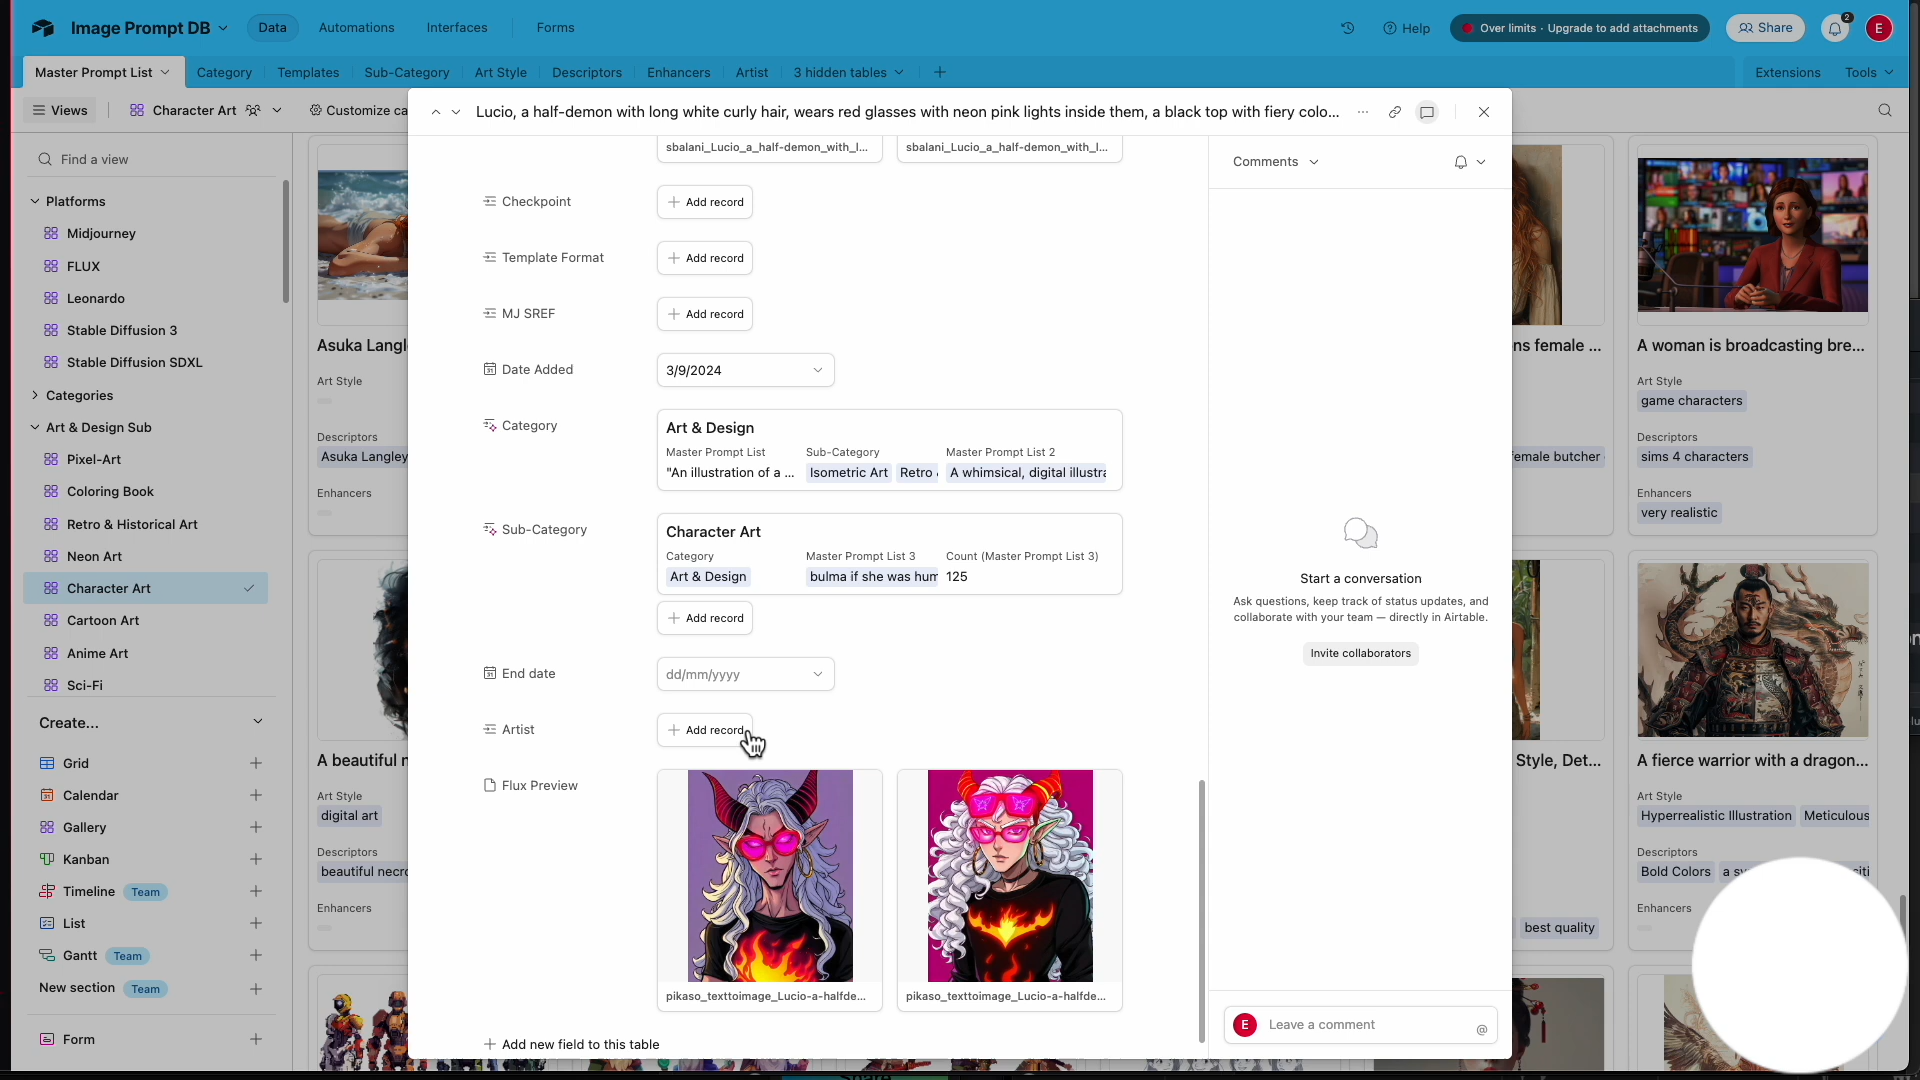 Image Prompt DB
Data
Automations
Interfaces
Forms
Help
Over limits · Upgrade to add attachments
Share
2
E
Master Prompt List
Category
Templates
Sub-Category
Art Style
Descriptors
Enhancers
Artist
3 hidden tables
Extensions
Tools
Views
Character Art
Customize ca
Find a view
Platforms
Midjourney
FLUX
Leonardo
Stable Diffusion 3
Stable Diffusion SDXL
Categories
Art & Design Sub
Pixel-Art
Coloring Book
Retro & Historical Art
Neon Art
Character Art
Cartoon Art
Anime Art
Sci-Fi
Create...
Grid
Calendar
Gallery
Kanban
Timeline Team
List
Gantt Team
New section Team
Form
Asuka Langl
Art Style
Descriptors
Asuka Langley
Enhancers
A beautiful n
Art Style
digital art
Descriptors
beautiful necro
Enhancers
Lucio, a half-demon with long white curly hair, wears red glasses with neon pink lights inside them, a black top with fiery colo...
sbalani_Lucio_a_half-demon_with_l...
sbalani_Lucio_a_half-demon_with_l...
Checkpoint
Add record
Template Format
Add record
MJ SREF
Add record
Date Added
3/9/2024
Category
Art & Design
Master Prompt List
Sub-Category
Master Prompt List 2
"An illustration of a ...
Isometric Art
Retro
A whimsical, digital illustra
Sub-Category
Character Art
Category
Master Prompt List 3
Count (Master Prompt List 3)
Art & Design
bulma if she was hum
125
Add record
End date
dd/mm/yyyy
Artist
Add record
Flux Preview
pikaso_texttoimage_Lucio-a-halfde...
pikaso_texttoimage_Lucio-a-halfde...
Add new field to this table
Comments
Start a conversation
Ask questions, keep track of status updates, and
collaborate with your team — directly in Airtable.
Invite collaborators
E
Leave a comment
@
ns female ...
female butcher
Style, Det...
best quality
A woman is broadcasting bre...
Art Style
game characters
Descriptors
sims 4 characters
Enhancers
very realistic
A fierce warrior with a dragon...
Art Style
Hyperrealistic Illustration
Meticulous
Descriptors
Bold Colors
Enhancers